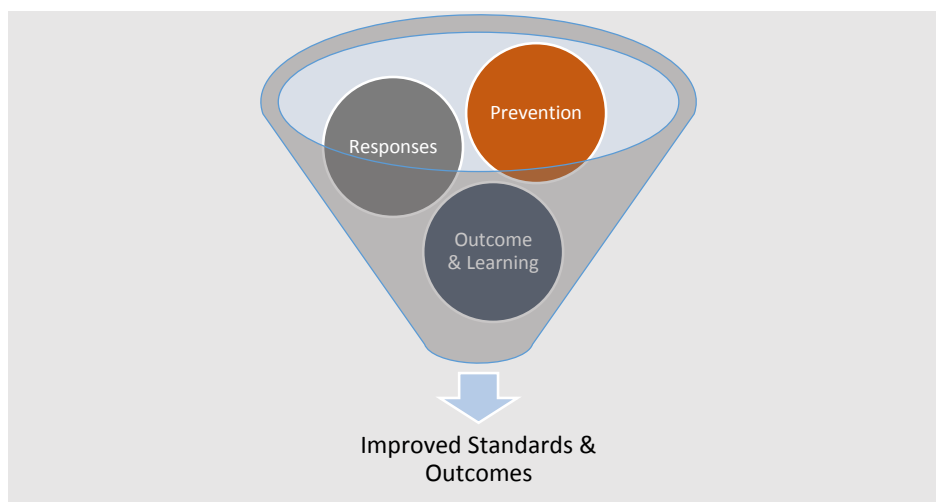 Prevention
Responses
Outcome
& Learning
Improved Standards &
Outcomes